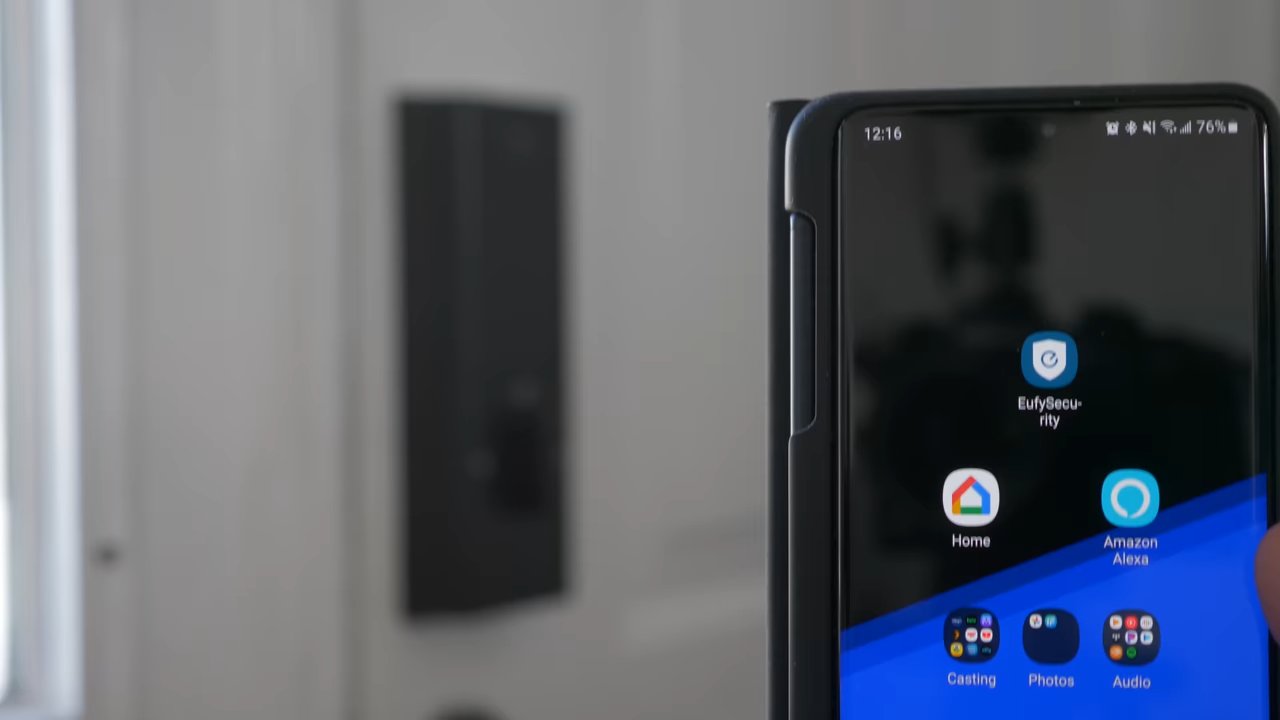 12:16
76%
EufySecu-
rity
Home
Amazon
Alexa
Casting
Photos
Audio